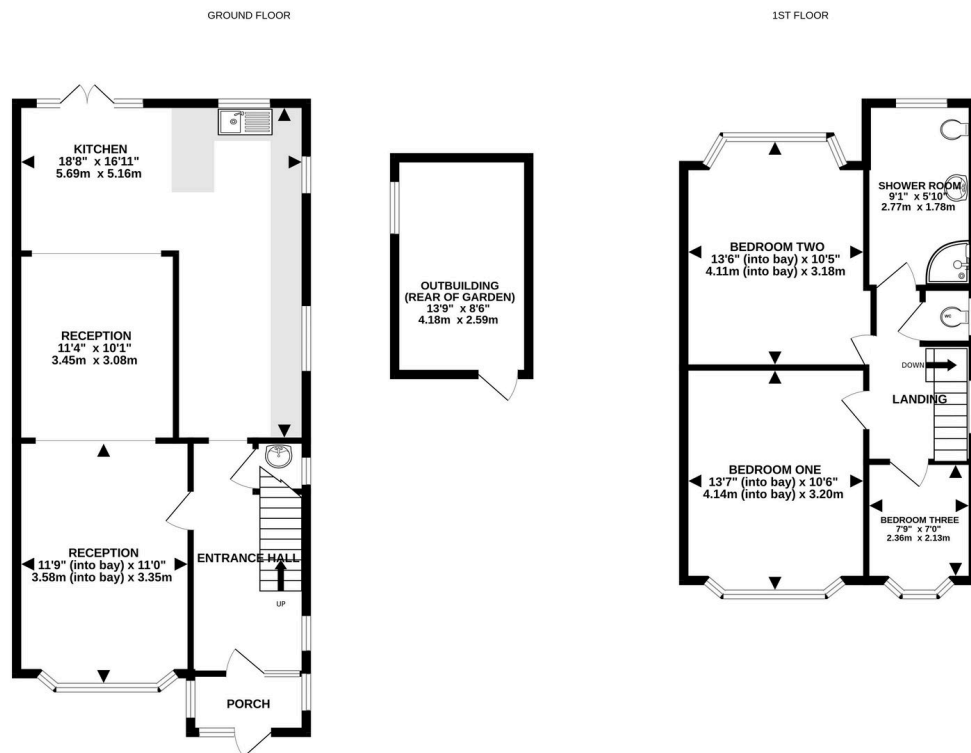 GROUND FLOOR
KITCHEN
18'8" x 16'11"
5.69m x 5.16m
RECEPTION
11'4" x 10'1"
3.45m x 3.08m
RECEPTION
11'9" (into bay) x 11'0"
3.58m (into bay) x 3.35m
ENTRANCE HALL
UP
PORCH
OUTBUILDING
(REAR OF GARDEN)
13'9" x 8'6"
4.18m x 2.59m
1ST FLOOR
SHOWER ROOM
9'1" x 5'10"
2.77m x 1.78m
BEDROOM TWO
13'6" (into bay) x 10'5"
4.11m (into bay) x 3.18m
WC
DOWN
LANDING
BEDROOM ONE
13'7" (into bay) x 10'6"
4.14m (into bay) x 3.20m
BEDROOM THREE
7'9" x 7'0"
2.36m x 2.13m